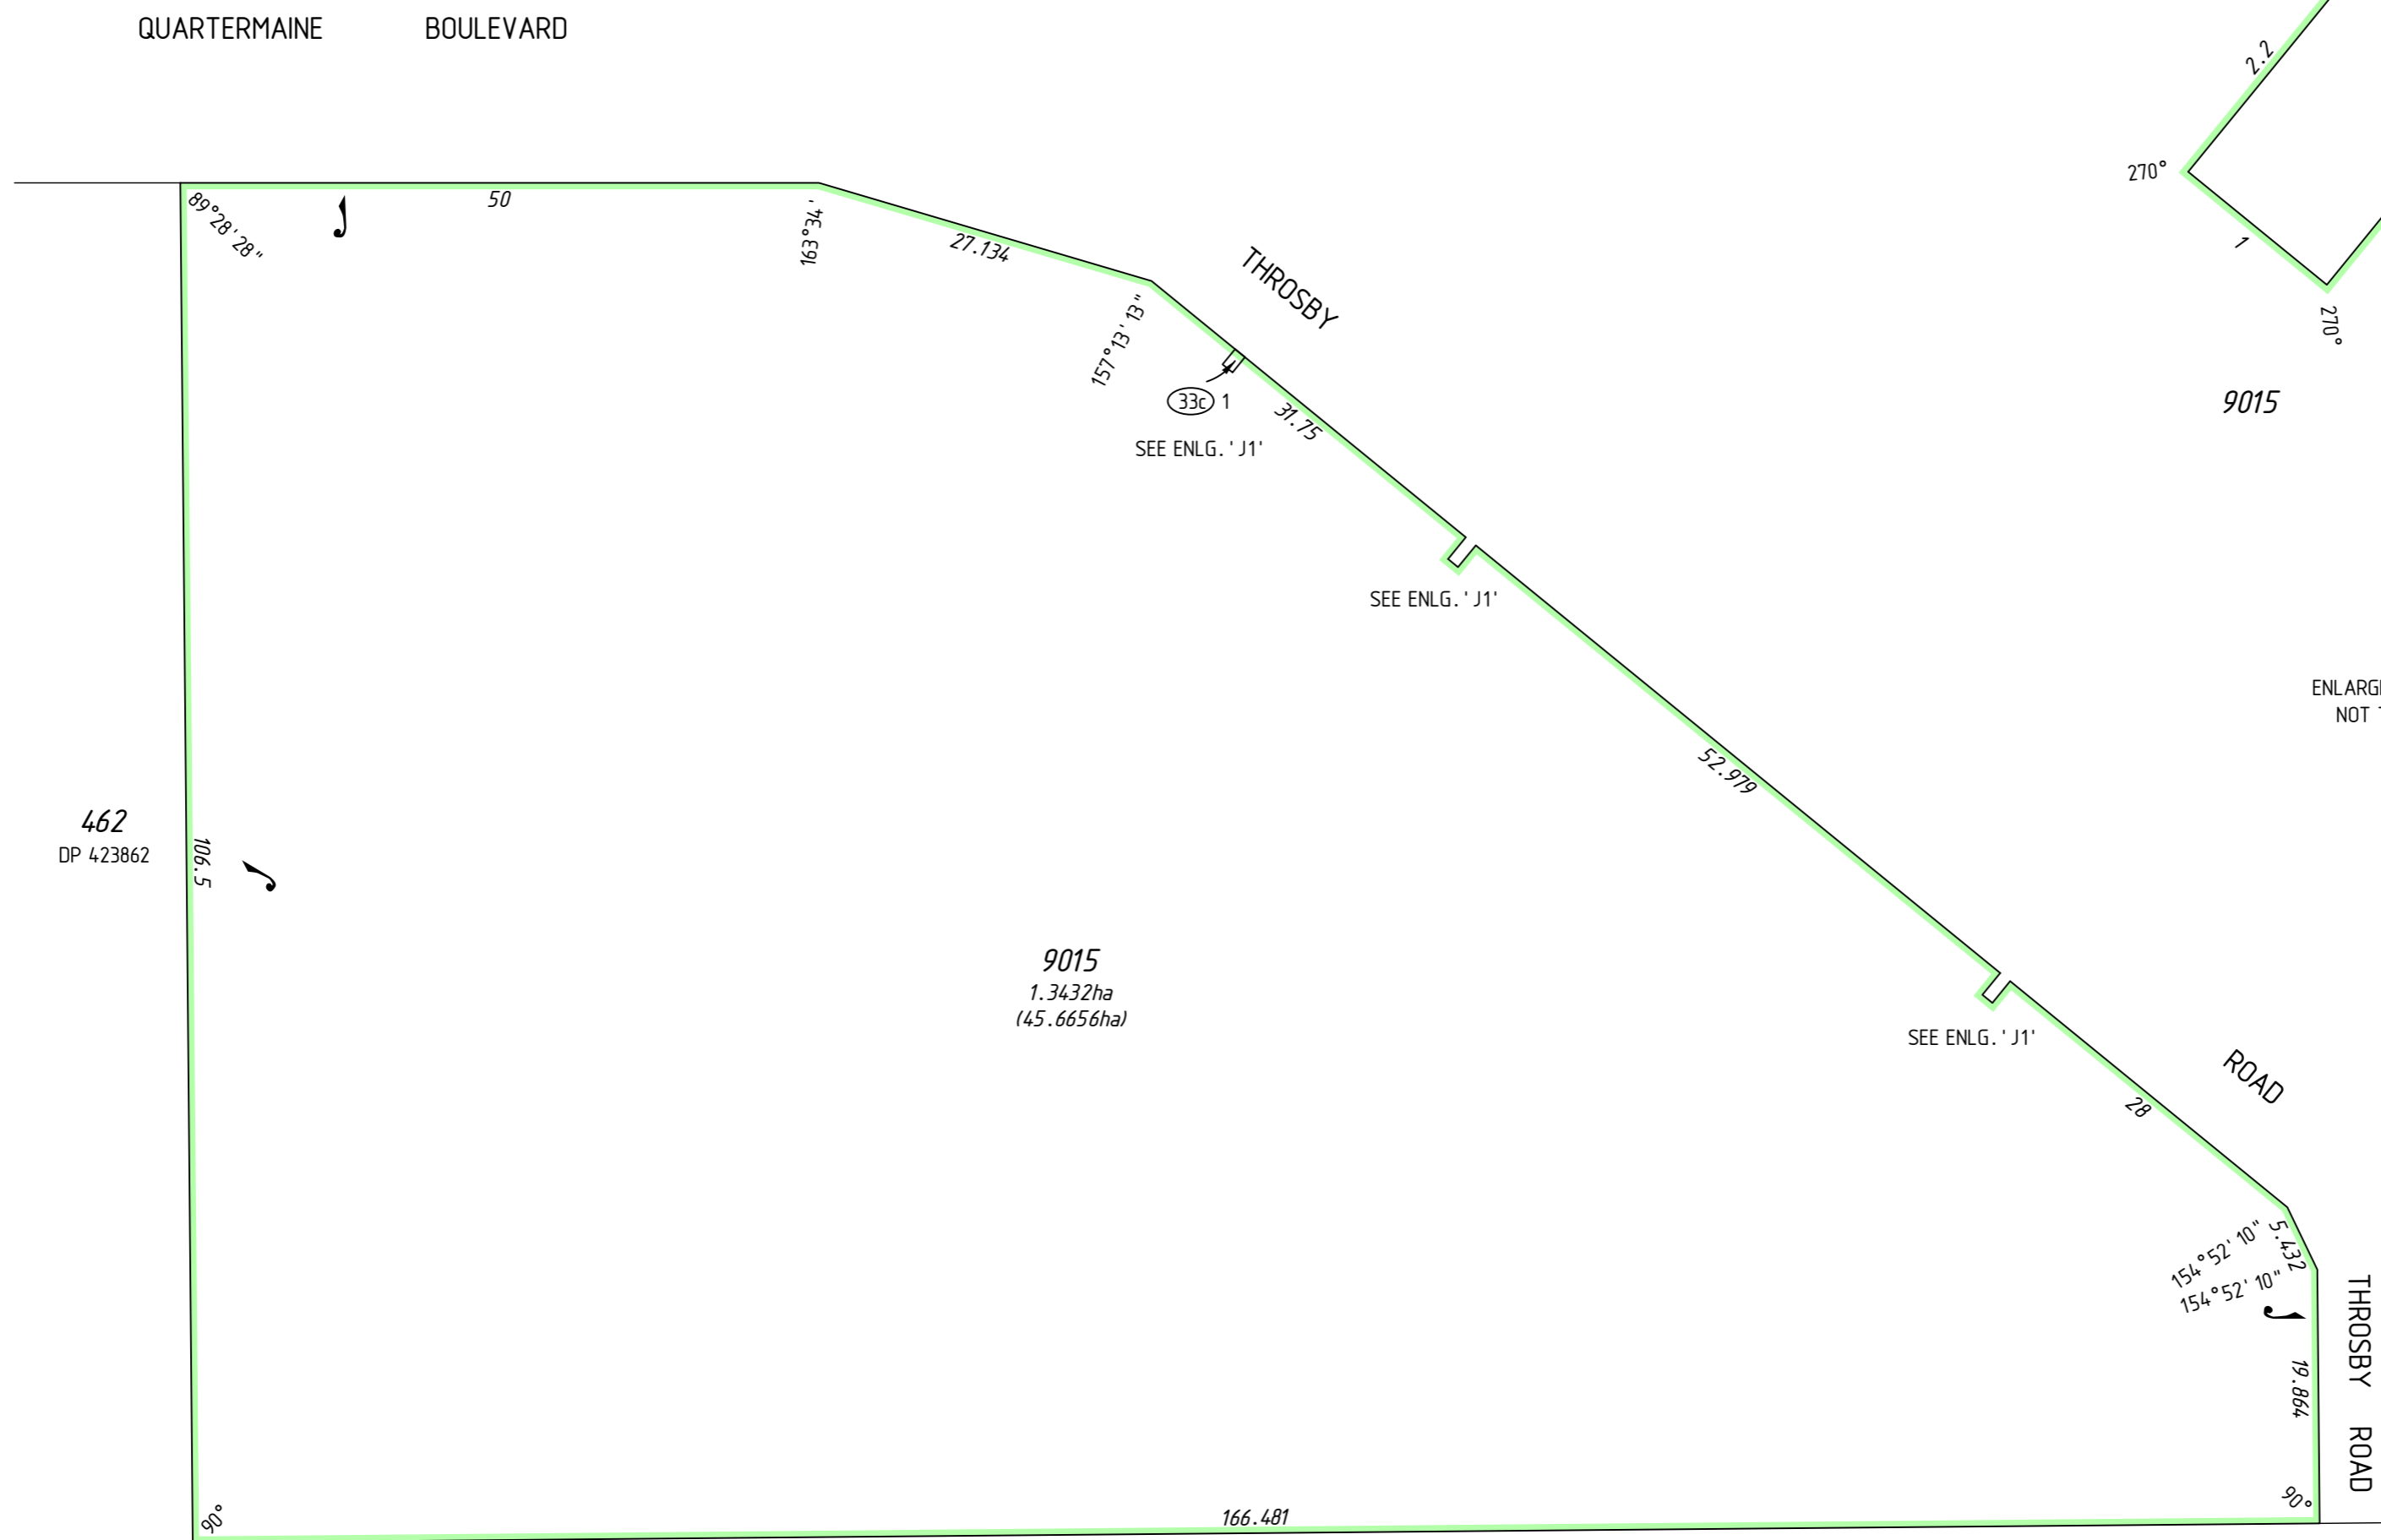 QUARTERMAINE BOULEVARD
2.2
270°
1
270°
9015
89°28'28"
50
163°34'
27.134
THROSBY
157°13'13"
33c 1
31.75
SEE ENLG.'J1'
SEE ENLG.'J1'
52.979
462
DP 423862
106.5
9015
1.3432ha
(45.6656ha)
SEE ENLG.'J1'
ROAD
28
5.432
154°52'10"
154°52'10"
THROSBY ROAD
19.864
90°
166.481
90°